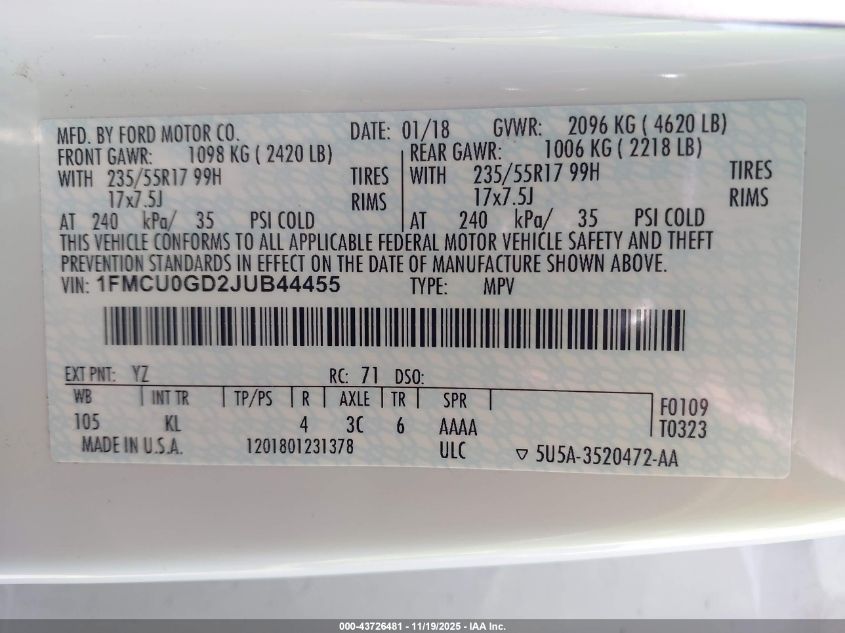 MFD. BY FORD MOTOR CO. DATE: 01/18 GVWR: 2096 KG ( 4620 LB)
FRONT GAWR: 1098 KG ( 2420 LB) REAR GAWR: 1006 KG ( 2218 LB)
WITH 235/55R17 99H TIRES WITH 235/55R17 99H TIRES
17x7.5J RIMS 17x7.5J RIMS
AT 240 kPa/ 35 PSI COLD AT 240 kPa/ 35 PSI COLD
THIS VEHICLE CONFORMS TO ALL APPLICABLE FEDERAL MOTOR VEHICLE SAFETY AND THEFT
PREVENTION STANDARDS IN EFFECT ON THE DATE OF MANUFACTURE SHOWN ABOVE.
VIN: 1FMCU0GD2JUB44455 TYPE: MPV
EXT PNT: YZ RC: 71 DSO:
WB INT TR TP/PS R AXLE TR SPR F0109
105 KL 4 3C 6 AAAA T0323
MADE IN U.S.A. 1201801231378 ULC ▽ 5U5A-3520472-AA
000-43726481 - 11/19/2025 - IAA Inc.